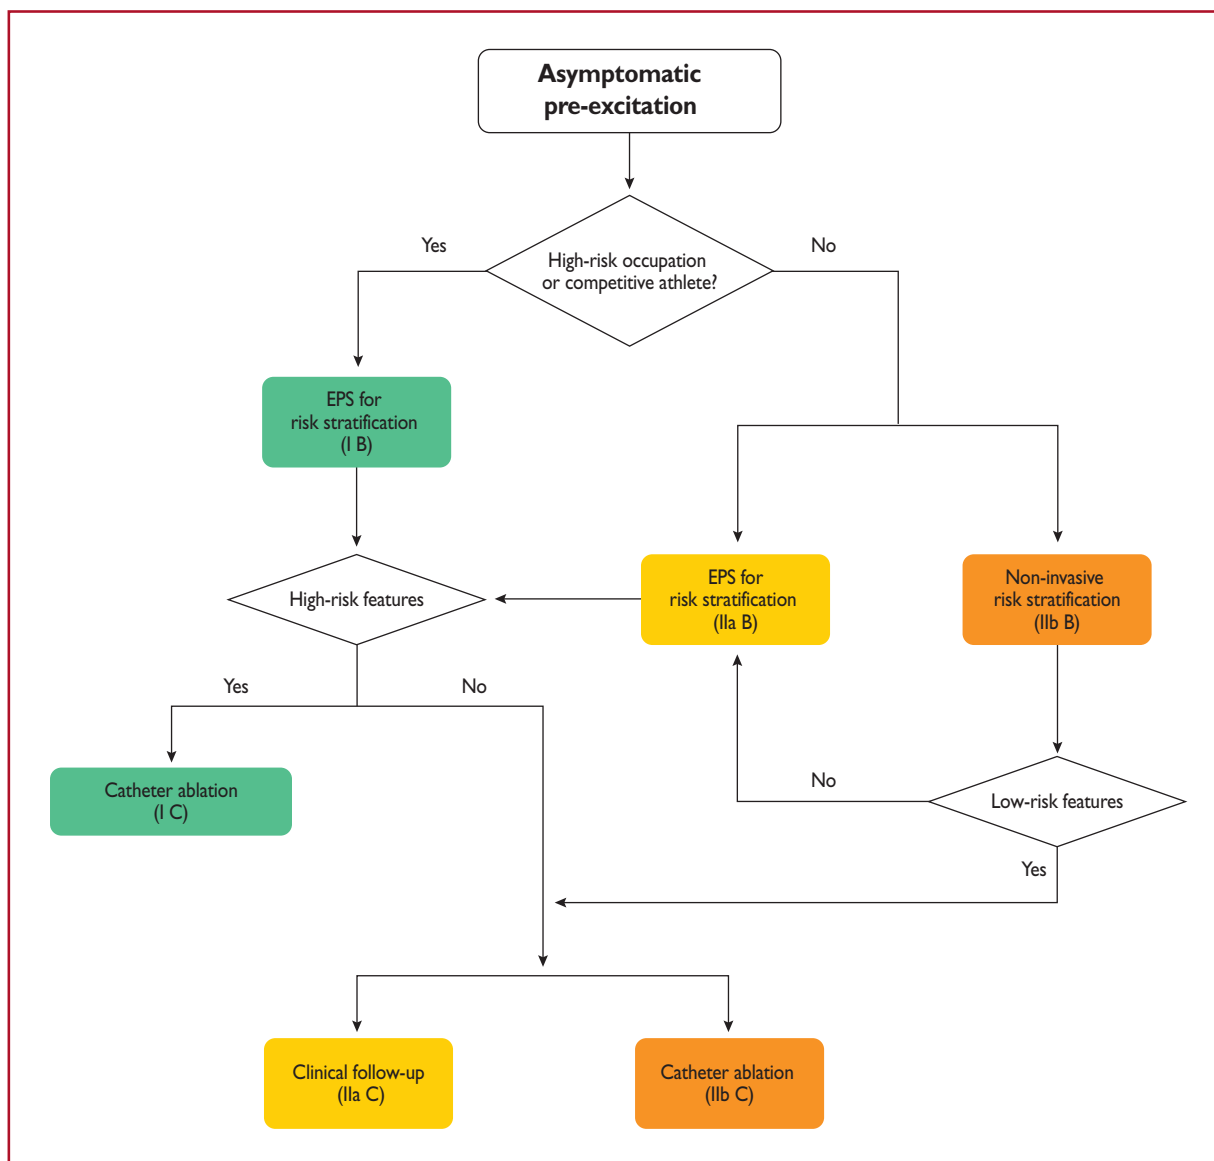 Asymptomatic
pre-excitation
Yes
No
High-risk occupation
or competitive athlete?
EPS for
risk stratification
(I B)
High-risk features
EPS for
risk stratification
(IIa B)
Non-invasive
risk stratification
(IIb B)
Yes
No
Catheter ablation
(I C)
No
Low-risk features
Yes
Clinical follow-up
(IIa C)
Catheter ablation
(IIb C)